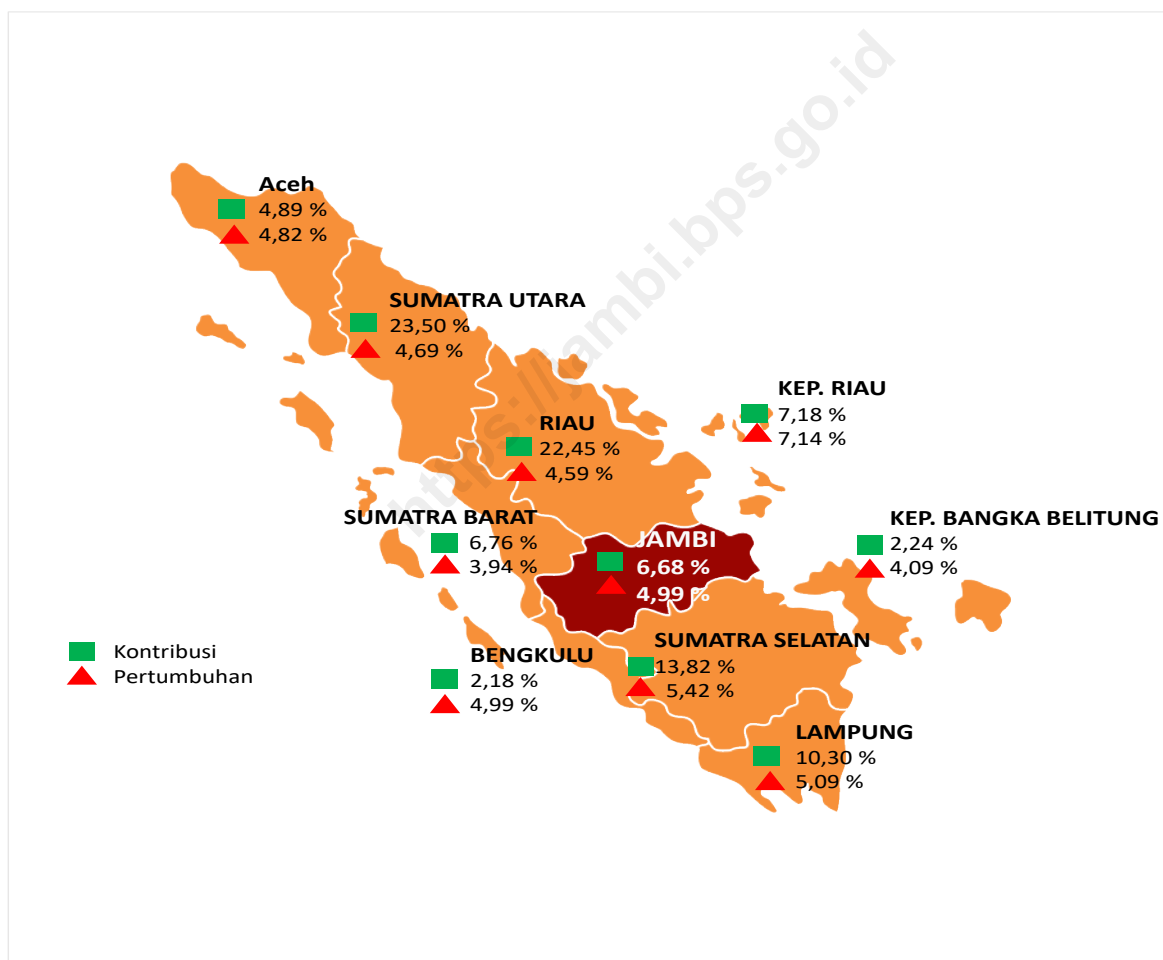 https://jambi.bps.go.id
Aceh
4,89 %
4,82 %
SUMATRA UTARA
23,50 %
4,69 %
KEP. RIAU
7,18 %
7,14 %
RIAU
22,45 %
4,59 %
SUMATRA BARAT
6,76 %
3,94 %
JAMBI
6,68 %
4,99 %
KEP. BANGKA BELITUNG
2,24 %
4,09 %
SUMATRA SELATAN
13,82 %
5,42 %
BENGKULU
2,18 %
4,99 %
Kontribusi
Pertumbuhan
LAMPUNG
10,30 %
5,09 %